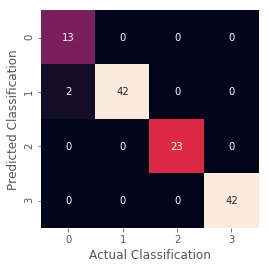 Predicted Classification
0 13 0 0 0
1 2 42 0 0
2 0 0 23 0
3 0 0 0 42
0 1 2 3
Actual Classification